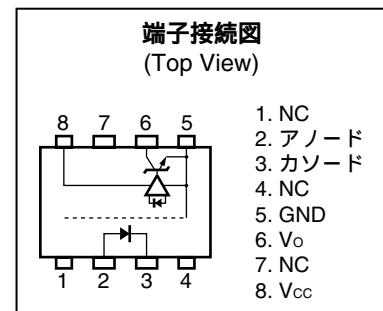 端子接続図
(Top View)
8 7 6 5
1 2 3 4
1. NC
2. アノード
3. カソード
4. NC
5. GND
6. Vo
7. NC
8. Vcc